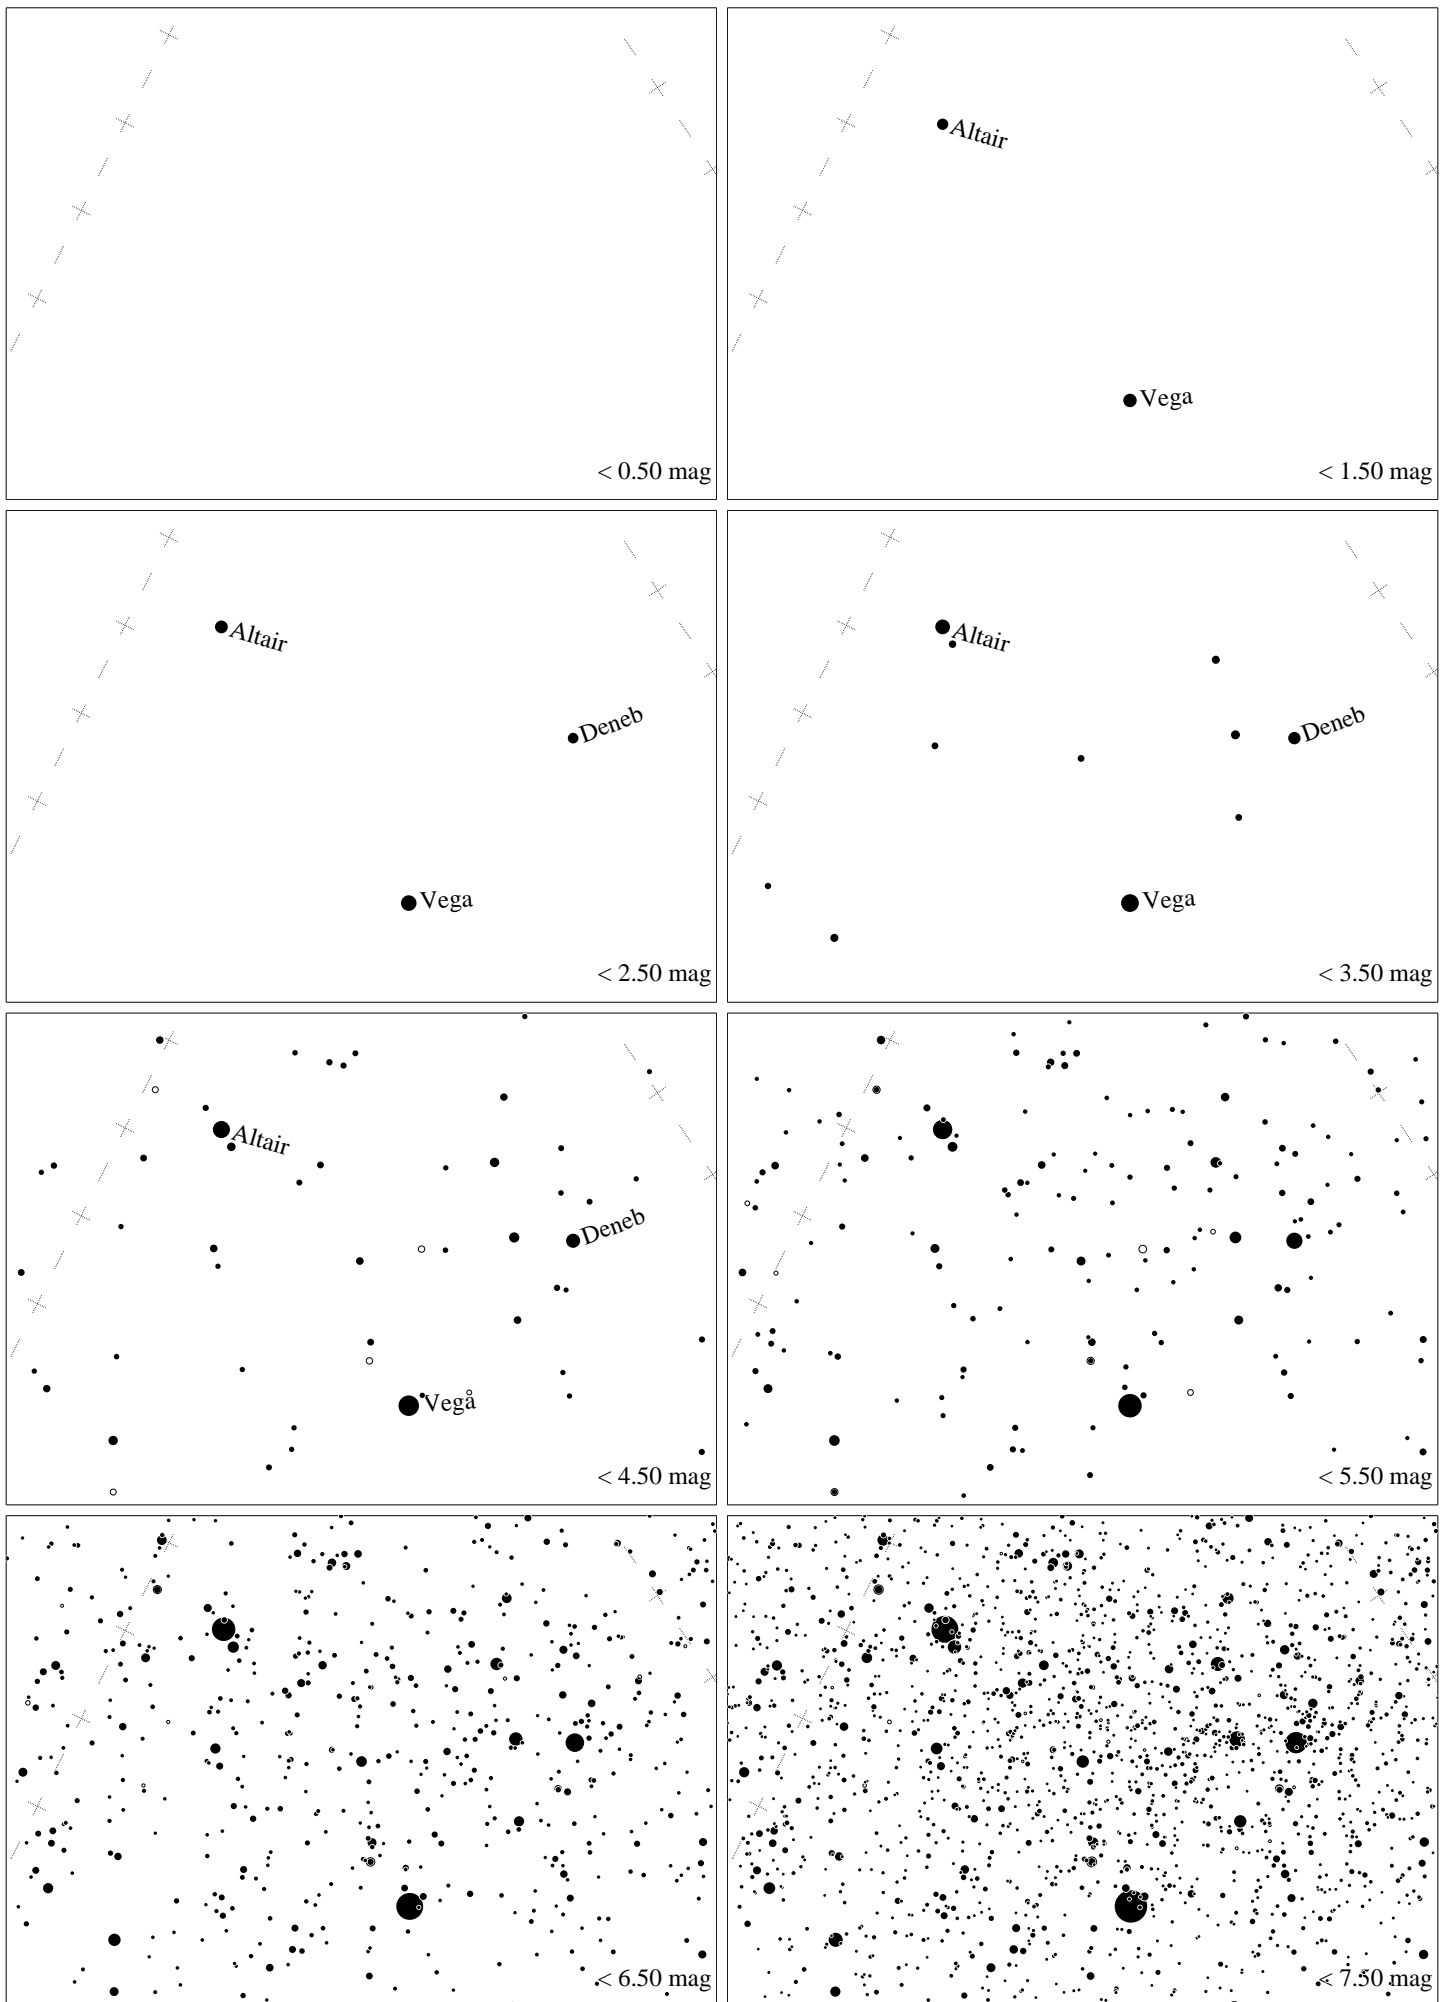 < 0.50 mag
Altair
Vega
< 1.50 mag
Altair
Deneb
Vega
< 2.50 mag
Altair
Deneb
Vega
< 3.50 mag
Altair
Deneb
Vega
< 4.50 mag
< 5.50 mag
< 6.50 mag
< 7.50 mag